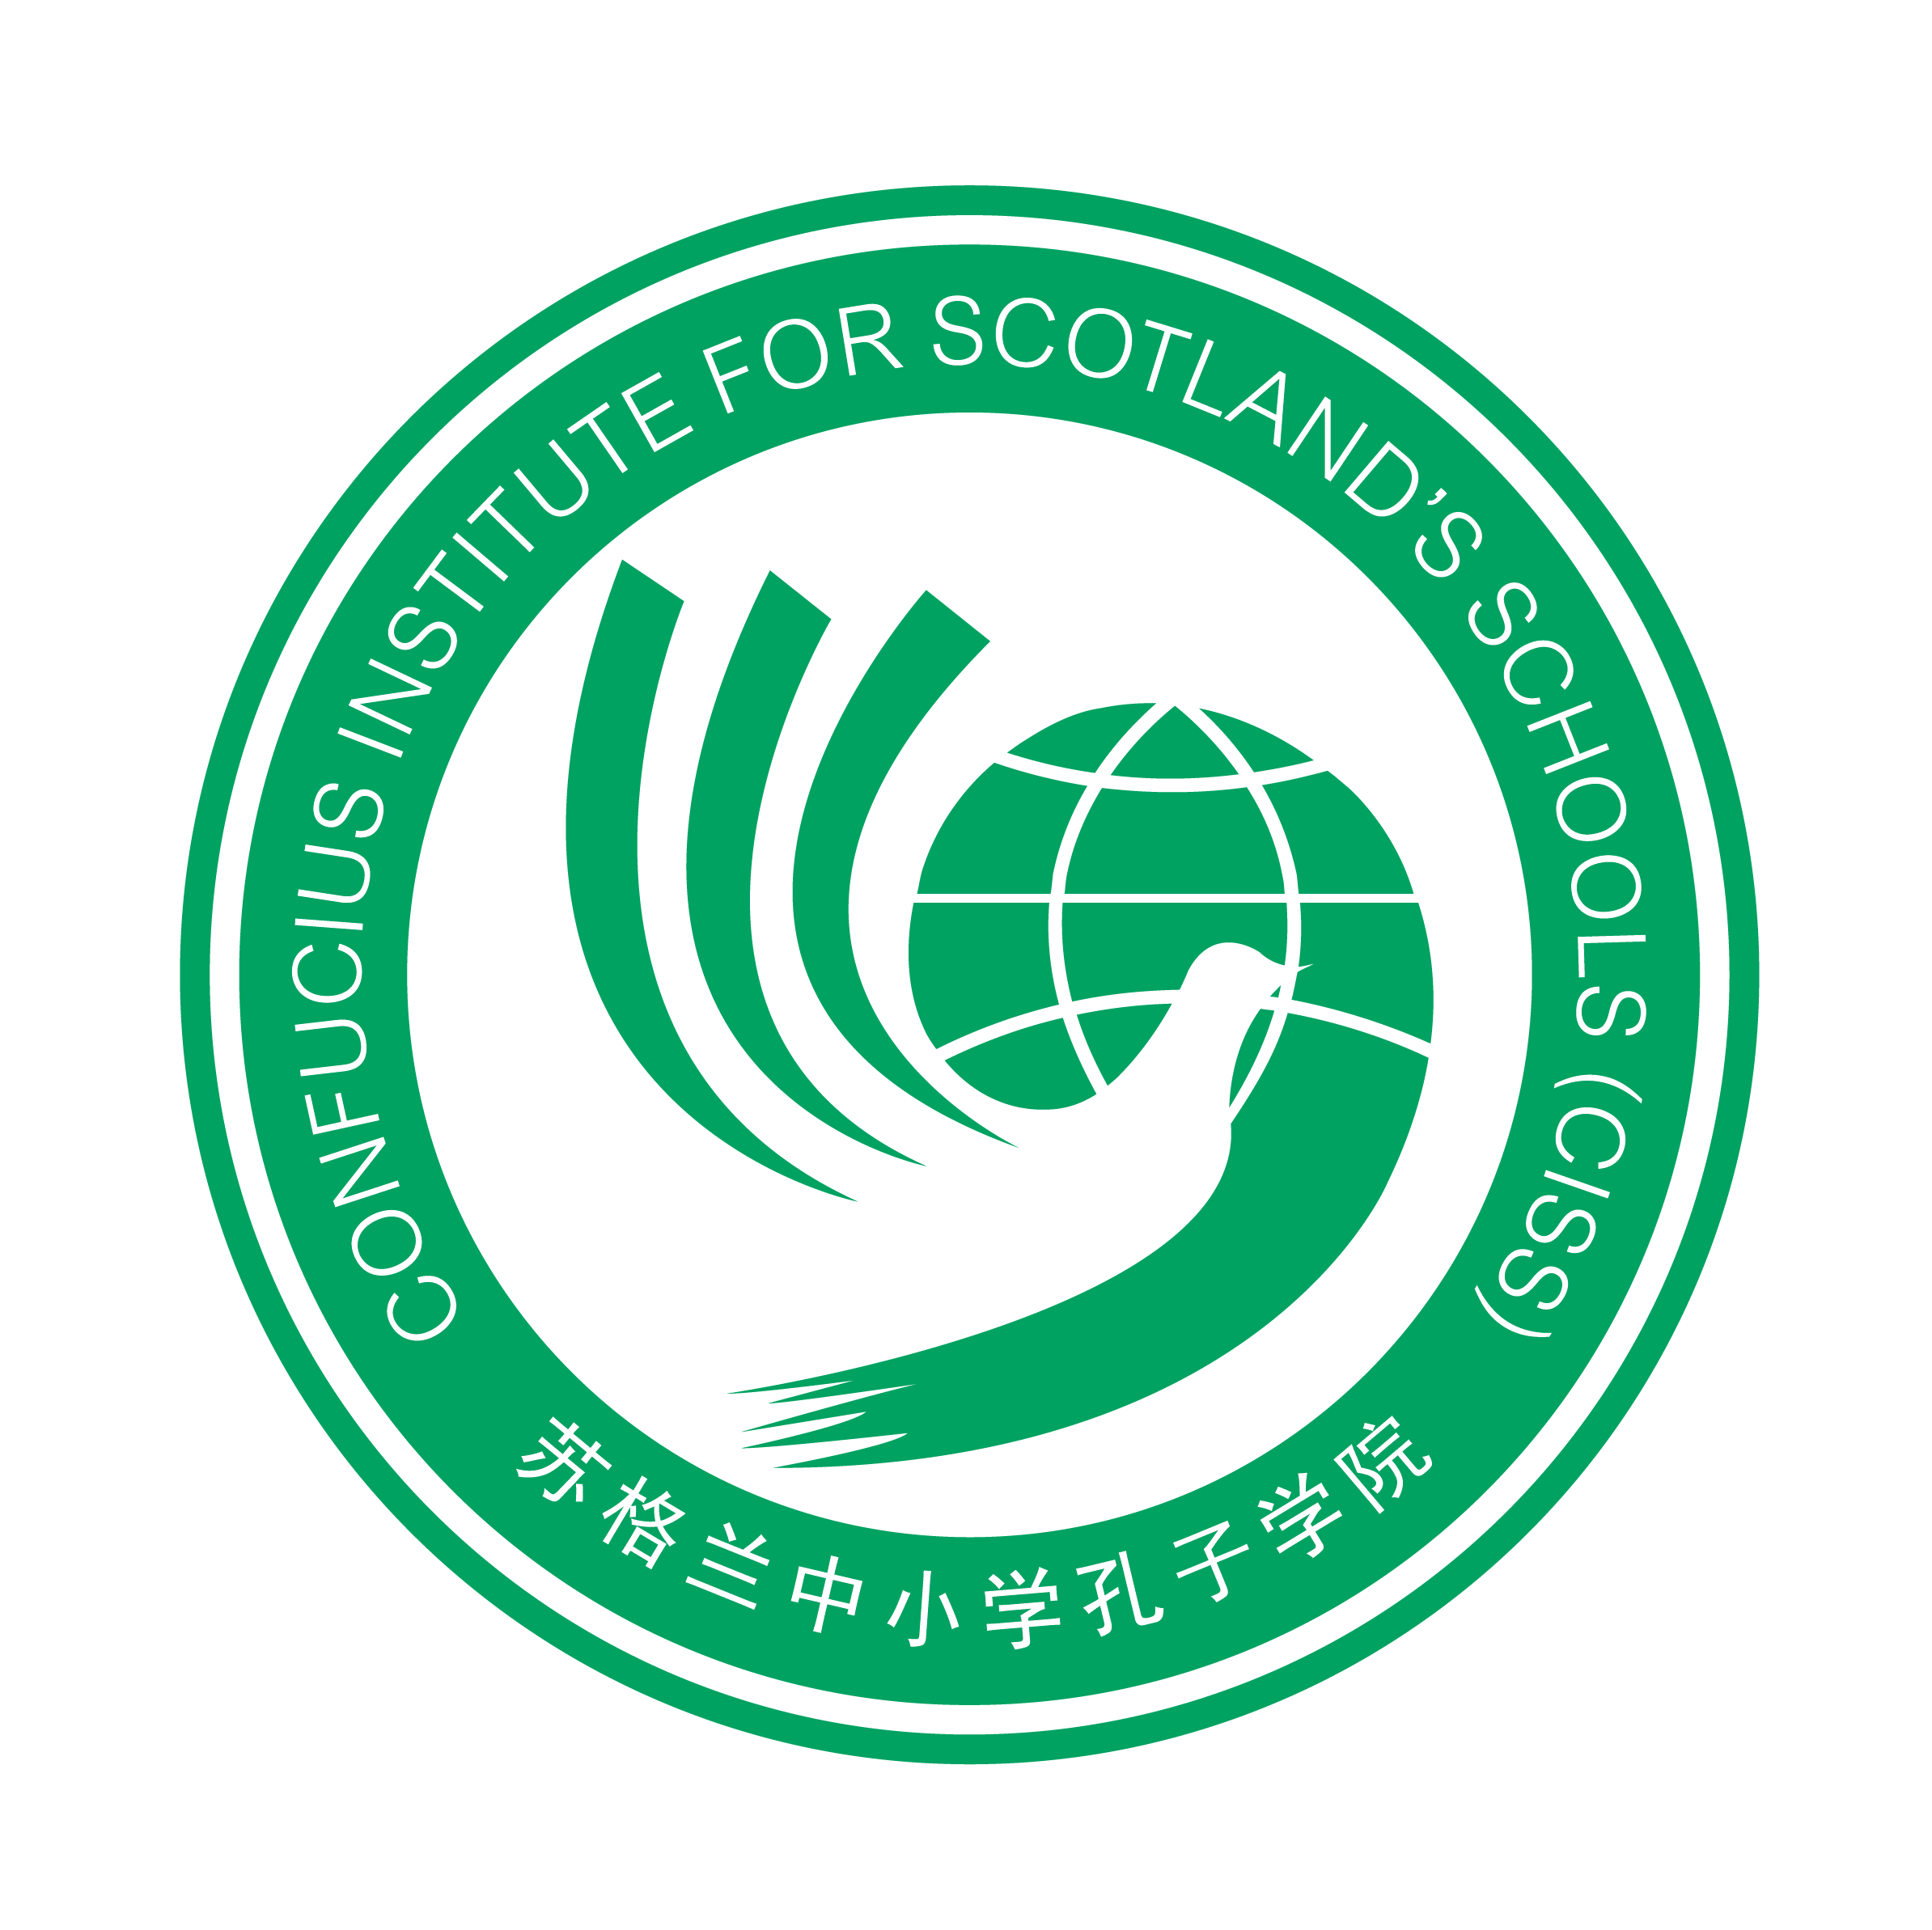 CONFUCIUS INSTITUTE FOR SCOTLAND'S SCHOOLS (CISS)
苏格兰中小学孔子学院